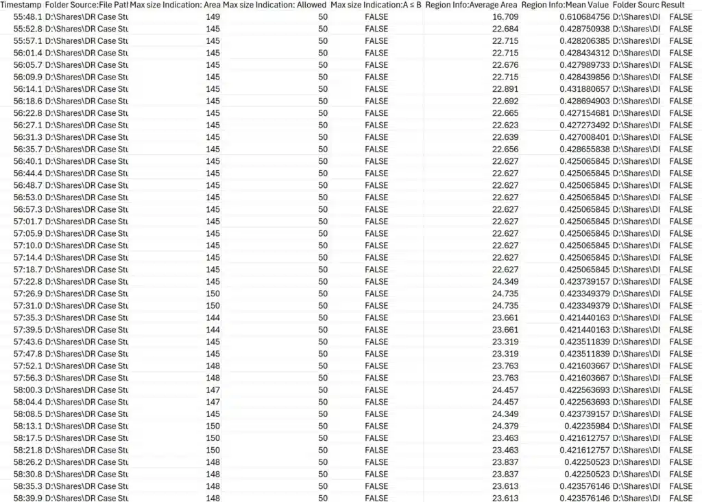 Timestamp Folder Source:File Path Max size Indication: Area Max size Indication: Allowed Max size Indication:A ≤ B Region Info:Average Area Region Info:Mean Value Folder Sourc Result
55:48.1 D:\Shares\DR Case Stu 149 50 FALSE 16.709 0.610684756 D:\Shares\DI FALSE
55:52.8 D:\Shares\DR Case Stu 145 50 FALSE 22.684 0.428750938 D:\Shares\DI FALSE
55:57.1 D:\Shares\DR Case Stu 145 50 FALSE 22.715 0.428206385 D:\Shares\DI FALSE
56:01.4 D:\Shares\DR Case Stu 145 50 FALSE 22.715 0.428434312 D:\Shares\DI FALSE
56:05.7 D:\Shares\DR Case Stu 145 50 FALSE 22.676 0.427989733 D:\Shares\DI FALSE
56:09.9 D:\Shares\DR Case Stu 145 50 FALSE 22.715 0.428439856 D:\Shares\DI FALSE
56:14.1 D:\Shares\DR Case Stu 145 50 FALSE 22.891 0.431880657 D:\Shares\DI FALSE
56:18.6 D:\Shares\DR Case Stu 145 50 FALSE 22.692 0.428694903 D:\Shares\DI FALSE
56:22.8 D:\Shares\DR Case Stu 145 50 FALSE 22.665 0.427154681 D:\Shares\DI FALSE
56:27.1 D:\Shares\DR Case Stu 145 50 FALSE 22.623 0.427273492 D:\Shares\DI FALSE
56:31.3 D:\Shares\DR Case Stu 145 50 FALSE 22.639 0.427008401 D:\Shares\DI FALSE
56:35.7 D:\Shares\DR Case Stu 145 50 FALSE 22.656 0.428655838 D:\Shares\DI FALSE
56:40.1 D:\Shares\DR Case Stu 145 50 FALSE 22.627 0.425065845 D:\Shares\DI FALSE
56:44.4 D:\Shares\DR Case Stu 145 50 FALSE 22.627 0.425065845 D:\Shares\DI FALSE
56:48.7 D:\Shares\DR Case Stu 145 50 FALSE 22.627 0.425065845 D:\Shares\DI FALSE
56:53.0 D:\Shares\DR Case Stu 145 50 FALSE 22.627 0.425065845 D:\Shares\DI FALSE
56:57.3 D:\Shares\DR Case Stu 145 50 FALSE 22.627 0.425065845 D:\Shares\DI FALSE
57:01.7 D:\Shares\DR Case Stu 145 50 FALSE 22.627 0.425065845 D:\Shares\DI FALSE
57:05.9 D:\Shares\DR Case Stu 145 50 FALSE 22.627 0.425065845 D:\Shares\DI FALSE
57:10.0 D:\Shares\DR Case Stu 145 50 FALSE 22.627 0.425065845 D:\Shares\DI FALSE
57:14.4 D:\Shares\DR Case Stu 145 50 FALSE 22.627 0.425065845 D:\Shares\DI FALSE
57:18.7 D:\Shares\DR Case Stu 145 50 FALSE 22.627 0.425065845 D:\Shares\DI FALSE
57:22.8 D:\Shares\DR Case Stu 145 50 FALSE 24.349 0.423739157 D:\Shares\DI FALSE
57:26.9 D:\Shares\DR Case Stu 150 50 FALSE 24.735 0.423349379 D:\Shares\DI FALSE
57:31.0 D:\Shares\DR Case Stu 150 50 FALSE 24.735 0.423349379 D:\Shares\DI FALSE
57:35.3 D:\Shares\DR Case Stu 144 50 FALSE 23.661 0.421440163 D:\Shares\DI FALSE
57:39.5 D:\Shares\DR Case Stu 144 50 FALSE 23.661 0.421440163 D:\Shares\DI FALSE
57:43.6 D:\Shares\DR Case Stu 145 50 FALSE 23.319 0.423511839 D:\Shares\DI FALSE
57:47.8 D:\Shares\DR Case Stu 145 50 FALSE 23.319 0.423511839 D:\Shares\DI FALSE
57:52.1 D:\Shares\DR Case Stu 148 50 FALSE 23.763 0.421603667 D:\Shares\DI FALSE
57:56.3 D:\Shares\DR Case Stu 148 50 FALSE 23.763 0.421603667 D:\Shares\DI FALSE
58:00.3 D:\Shares\DR Case Stu 147 50 FALSE 24.457 0.422563693 D:\Shares\DI FALSE
58:04.4 D:\Shares\DR Case Stu 147 50 FALSE 24.457 0.422563693 D:\Shares\DI FALSE
58:08.5 D:\Shares\DR Case Stu 145 50 FALSE 24.349 0.423739157 D:\Shares\DI FALSE
58:13.1 D:\Shares\DR Case Stu 150 50 FALSE 24.379 0.42235984 D:\Shares\DI FALSE
58:17.5 D:\Shares\DR Case Stu 150 50 FALSE 23.463 0.421612757 D:\Shares\DI FALSE
58:21.8 D:\Shares\DR Case Stu 150 50 FALSE 23.463 0.421612757 D:\Shares\DI FALSE
58:26.2 D:\Shares\DR Case Stu 148 50 FALSE 23.837 0.42250523 D:\Shares\DI FALSE
58:30.8 D:\Shares\DR Case Stu 148 50 FALSE 23.837 0.42250523 D:\Shares\DI FALSE
58:35.3 D:\Shares\DR Case Stu 148 50 FALSE 23.613 0.423576146 D:\Shares\DI FALSE
58:39.9 D:\Shares\DR Case Stu 148 50 FALSE 23.613 0.423576146 D:\Shares\DI FALSE